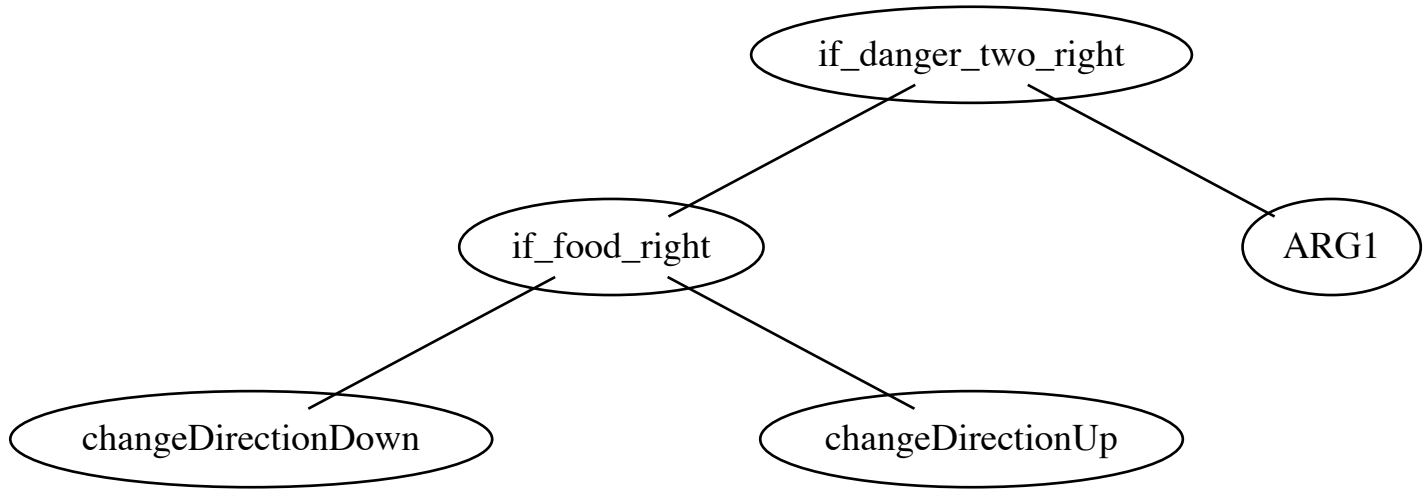 if_danger_two_right
if_food_right
ARG1
changeDirectionDown
changeDirectionUp